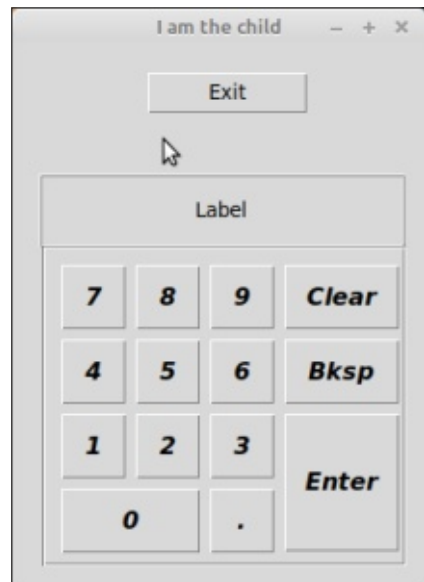 I am the child
Exit
Label
7 8 9 Clear
4 5 6 Bksp
1 2 3
Enter
0 .